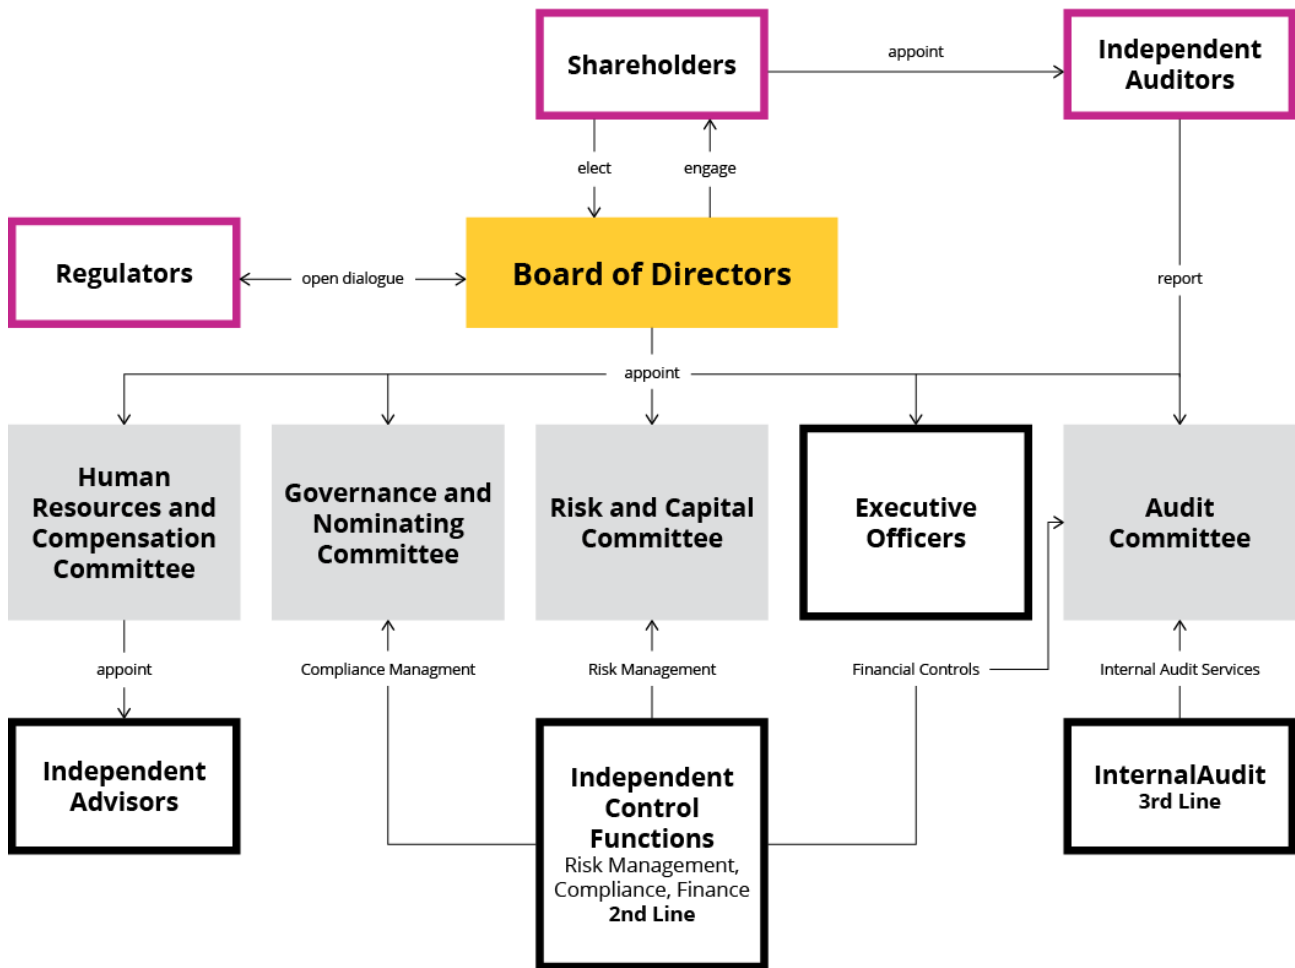 Shareholders
appoint
Independent
Auditors
elect
engage
Regulators
open dialogue
Board of Directors
report
appoint
Human
Resources and
Compensation
Committee
Governance and
Nominating
Committee
Risk and Capital
Committee
Executive
Officers
Audit
Committee
appoint
Compliance Managment
Risk Management
Financial Controls
Internal Audit Services
Independent
Advisors
Independent
Control
Functions
Risk Management,
Compliance, Finance
2nd Line
InternalAudit
3rd Line